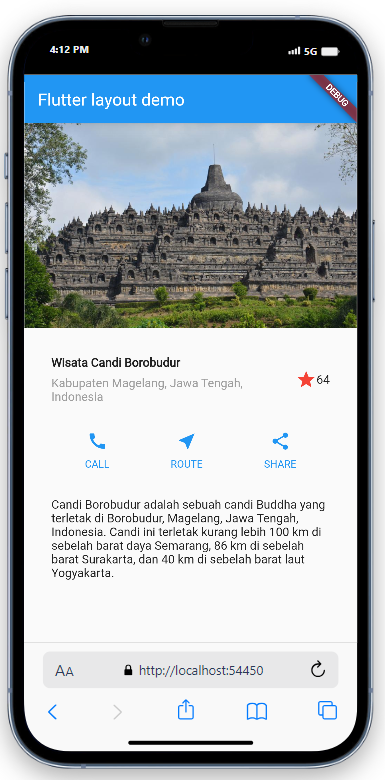 4:12 PM
5G
Flutter layout demo
DEBUG
Wisata Candi Borobudur
Kabupaten Magelang, Jawa Tengah,
Indonesia
64
CALL
ROUTE
SHARE
Candi Borobudur adalah sebuah candi Buddha yang
terletak di Borobudur, Magelang, Jawa Tengah,
Indonesia. Candi ini terletak kurang lebih 100 km di
sebelah barat daya Semarang, 86 km di sebelah
barat Surakarta, dan 40 km di sebelah barat laut
Yogyakarta.
AA
http://localhost:54450